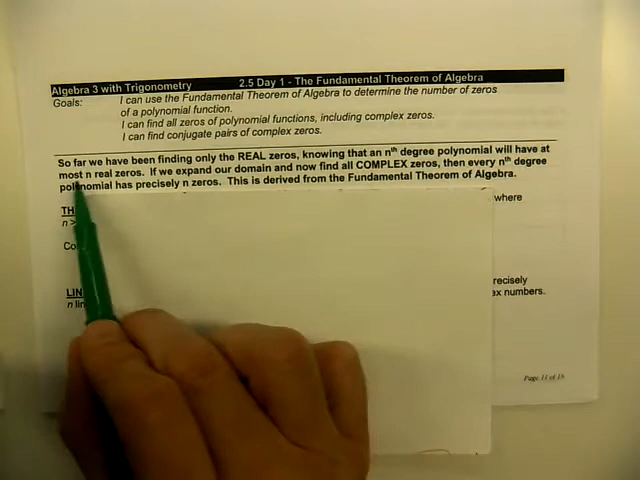 Algebra 3 with Trigonometry 2.5 Day 1 - The Fundamental Theorem of Algebra
Goals: I can use the Fundamental Theorem of Algebra to determine the number of zeros
of a polynomial function.
I can find all zeros of polynomial functions, including complex zeros.
I can find conjugate pairs of complex zeros.
So far we have been finding only the REAL zeros, knowing that an nth degree polynomial will have at
most n real zeros. If we expand our domain and now find all COMPLEX zeros, then every nth degree
polynomial has precisely n zeros. This is derived from the Fundamental Theorem of Algebra.
TH where
n >
Co
LIN recisely
n lin ex numbers.
Page 11 of 18